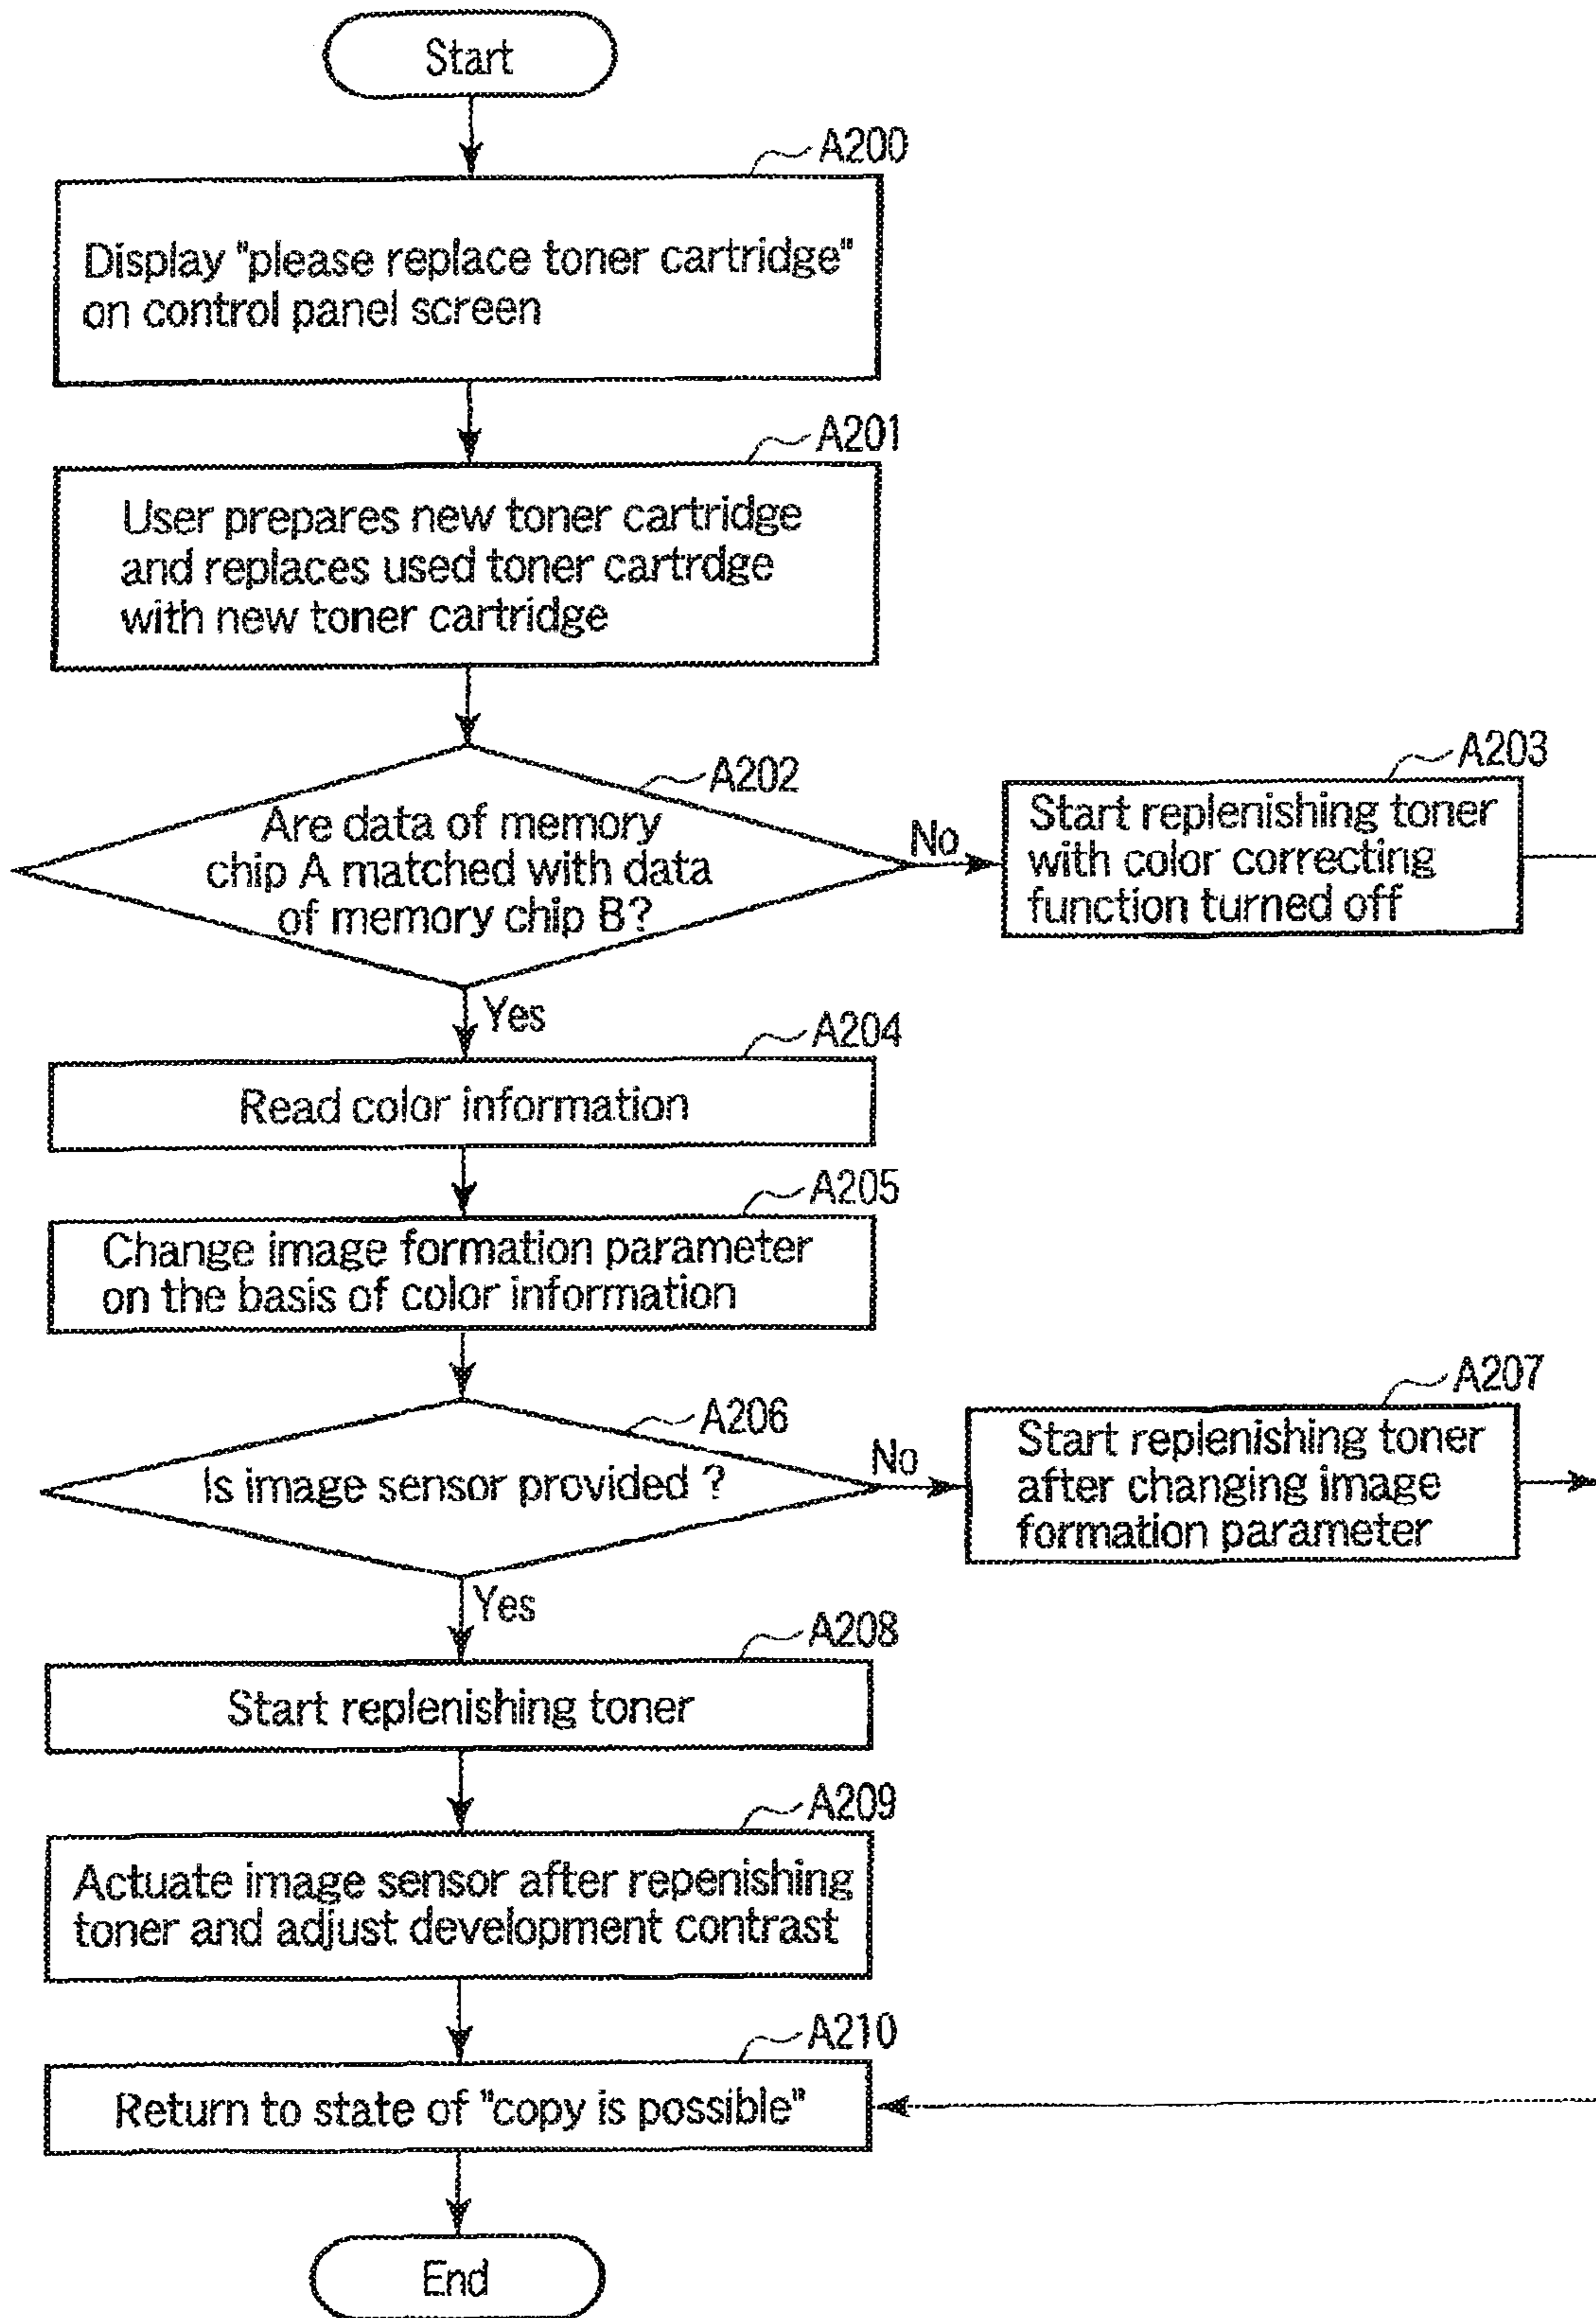 Start
A200
Display "please replace toner cartridge"
on control panel screen
A201
User prepares new toner cartridge
and replaces used toner cartrdge
with new toner cartridge
A202
Are data of memory
chip A matched with data
of memory chip B?
No
A203
Start replenishing toner
with color correcting
function turned off
Yes
A204
Read color information
A205
Change image formation parameter
on the basis of color information
A206
Is image sensor provided ?
No
A207
Start replenishing toner
after changing image
formation parameter
Yes
A208
Start replenishing toner
A209
Actuate image sensor after repenishing
toner and adjust development contrast
A210
Return to state of "copy is possible"
End